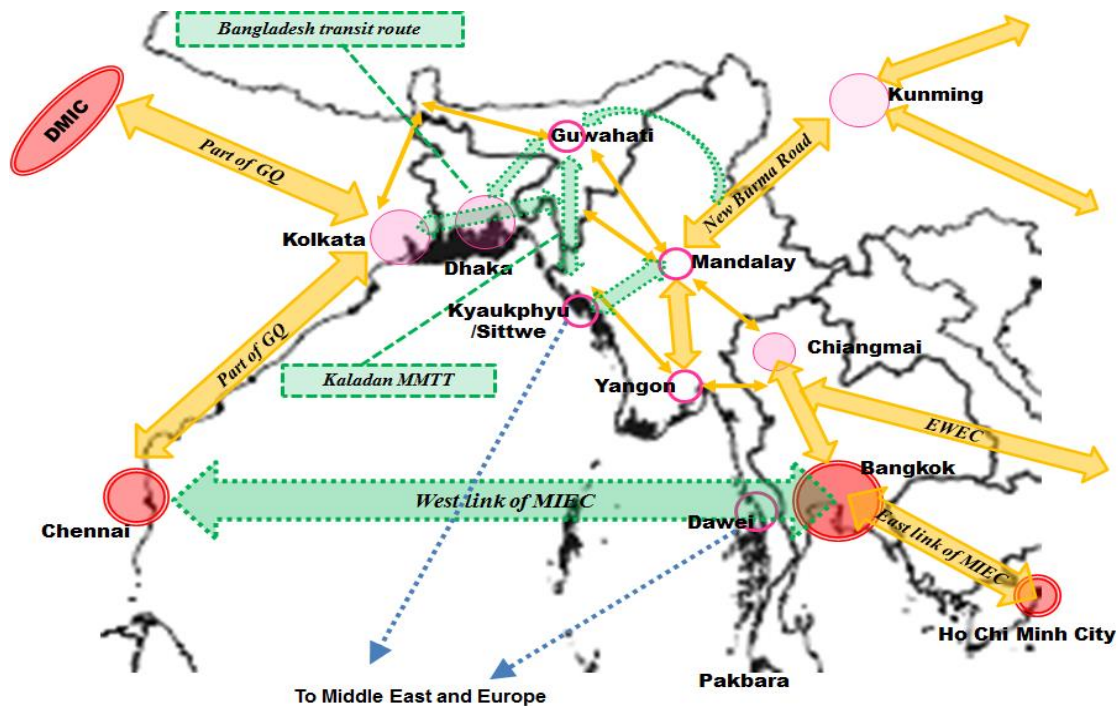 Bangladesh transit route
Kunming
DMIC
Guwahati
Part of GQ
New Burma Road
Kolkata
Dhaka
Mandalay
Kyaukphyu
/Sittwe
Chiangmai
Part of GQ
Kaladan MMTT
Yangon
EWEC
Bangkok
West link of MIEC
Dawei
Chennai
East link of MIEC
Ho Chi Minh City
Pakbara
To Middle East and Europe